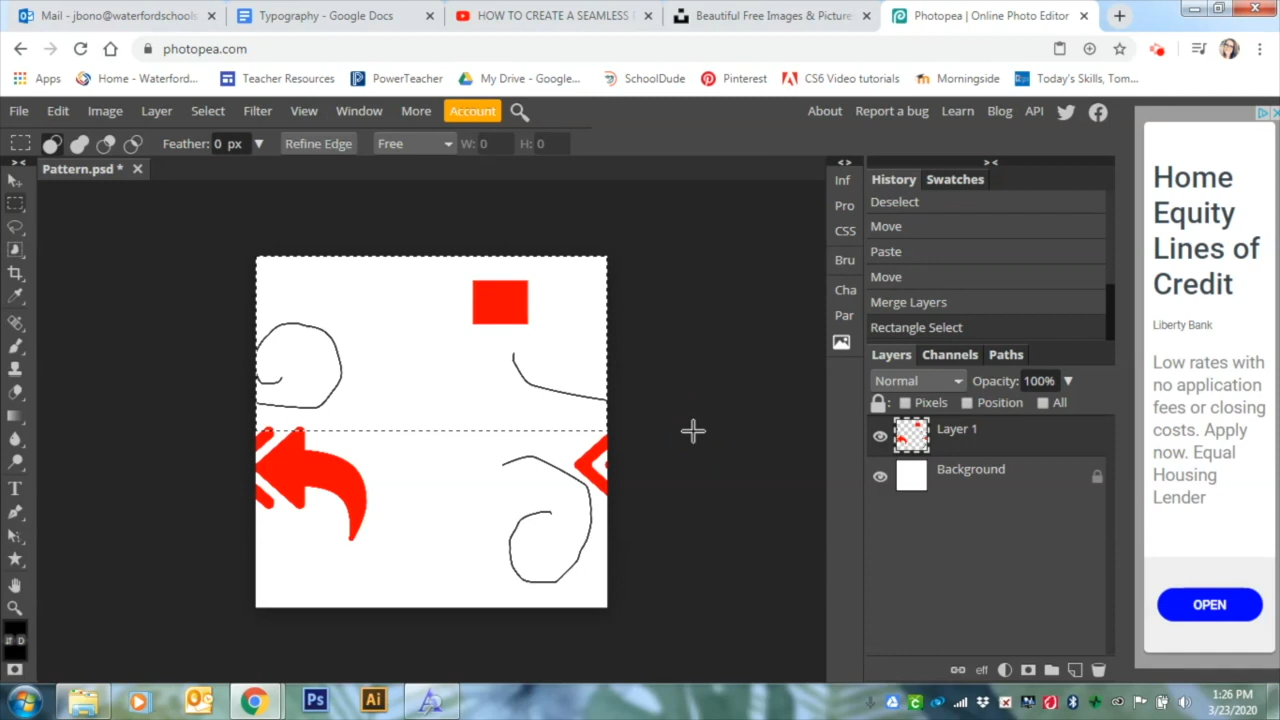 Mail - jbono@waterfordschools
Typography - Google Docs
HOW TO CREATE A SEAMLESS
Beautiful Free Images & Picture
Photopea | Online Photo Editor
photopea.com
Apps
Home - Waterford...
Teacher Resources
PowerTeacher
My Drive - Google...
SchoolDude
Pinterest
CS6 Video tutorials
Morningside
Today's Skills, Tom...
File Edit Image Layer Select Filter View Window More Account
About Report a bug Learn Blog API
Feather: 0 px Refine Edge Free W: 0 H: 0
Pattern.psd *
Inf
Pro
CSS
Bru
Cha
Par
History Swatches
Deselect
Move
Paste
Move
Merge Layers
Rectangle Select
Layers Channels Paths
Normal Opacity: 100%
Pixels Position All
Layer 1
Background
eff
T
D
Home
Equity
Lines of
Credit
Liberty Bank
Low rates with
no application
fees or closing
costs. Apply
now. Equal
Housing
Lender
OPEN
Ps
Ai
1:26 PM
3/23/2020